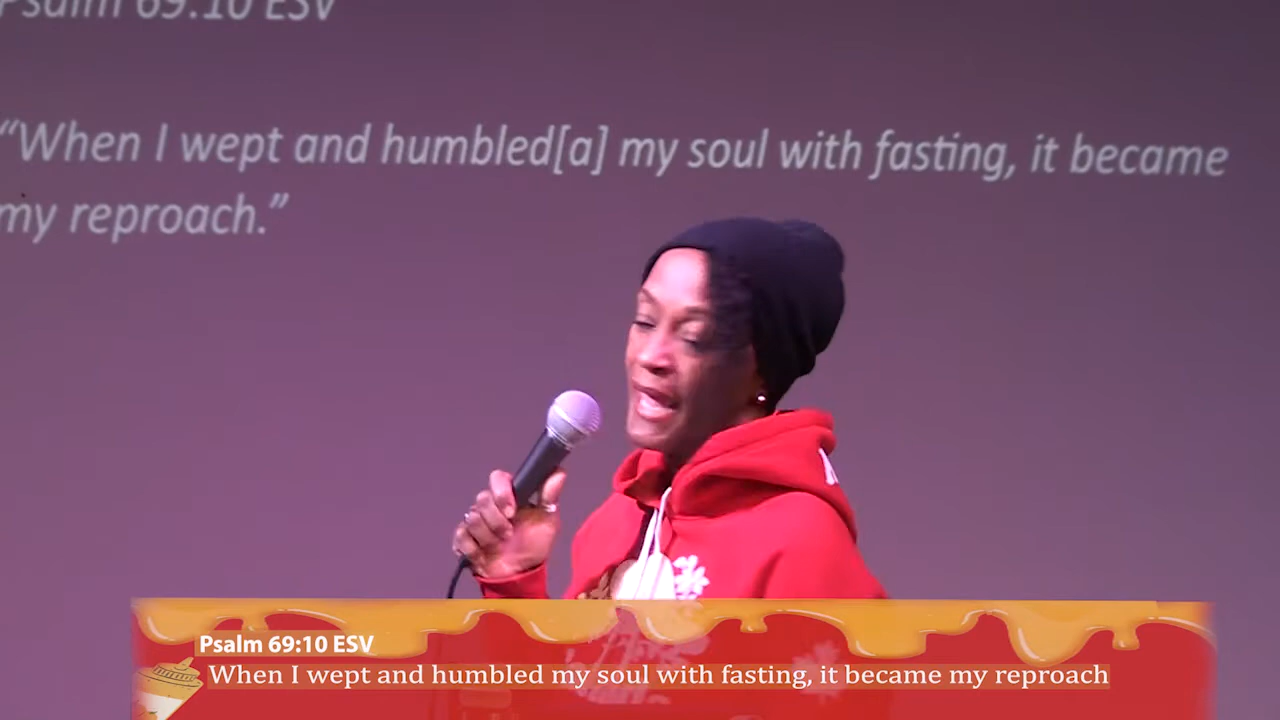 Psalm 69:10 ESV
“When I wept and humbled[a] my soul with fasting, it became
my reproach.”
Psalm 69:10 ESV
When I wept and humbled my soul with fasting, it became my reproach